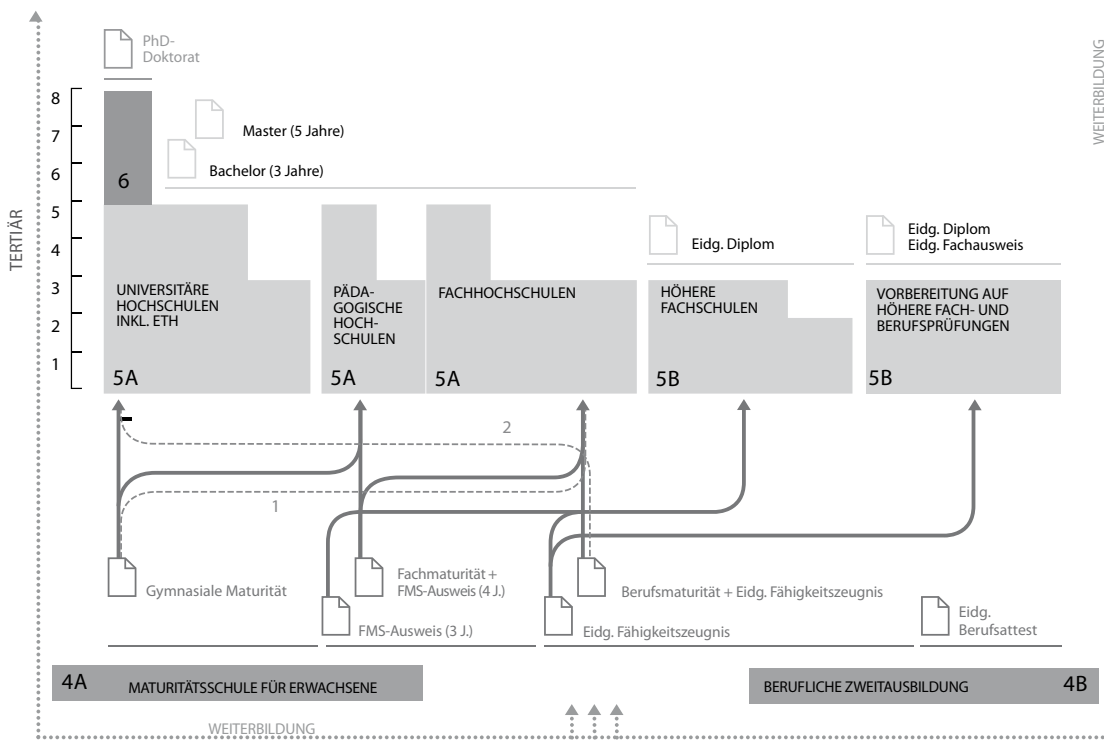 PhD-
Doktorat
WEITERBILDUNG
TERTIÄR
8
7
6
5
4
3
2
1
Master (5 Jahre)
Bachelor (3 Jahre)
6
Eidg. Diplom
Eidg. Diplom
Eidg. Fachausweis
UNIVERSITÄRE
HOCHSCHULEN
INKL. ETH
5A
PÄDA-
GOGISCHE
HOCH-
SCHULEN
5A
FACHHOCHSCHULEN
5A
HÖHERE
FACHSCHULEN
5B
VORBEREITUNG AUF
HÖHERE FACH- UND
BERUFSPRÜFUNGEN
5B
2
1
Gymnasiale Maturität
Fachmaturität +
FMS-Ausweis (4 J.)
Berufsmaturität + Eidg. Fähigkeitszeugnis
FMS-Ausweis (3 J.)
Eidg. Fähigkeitszeugnis
Eidg.
Berufsattest
4A MATURITÄTSSCHULE FÜR ERWACHSENE
BERUFLICHE ZWEITAUSBILDUNG 4B
WEITERBILDUNG